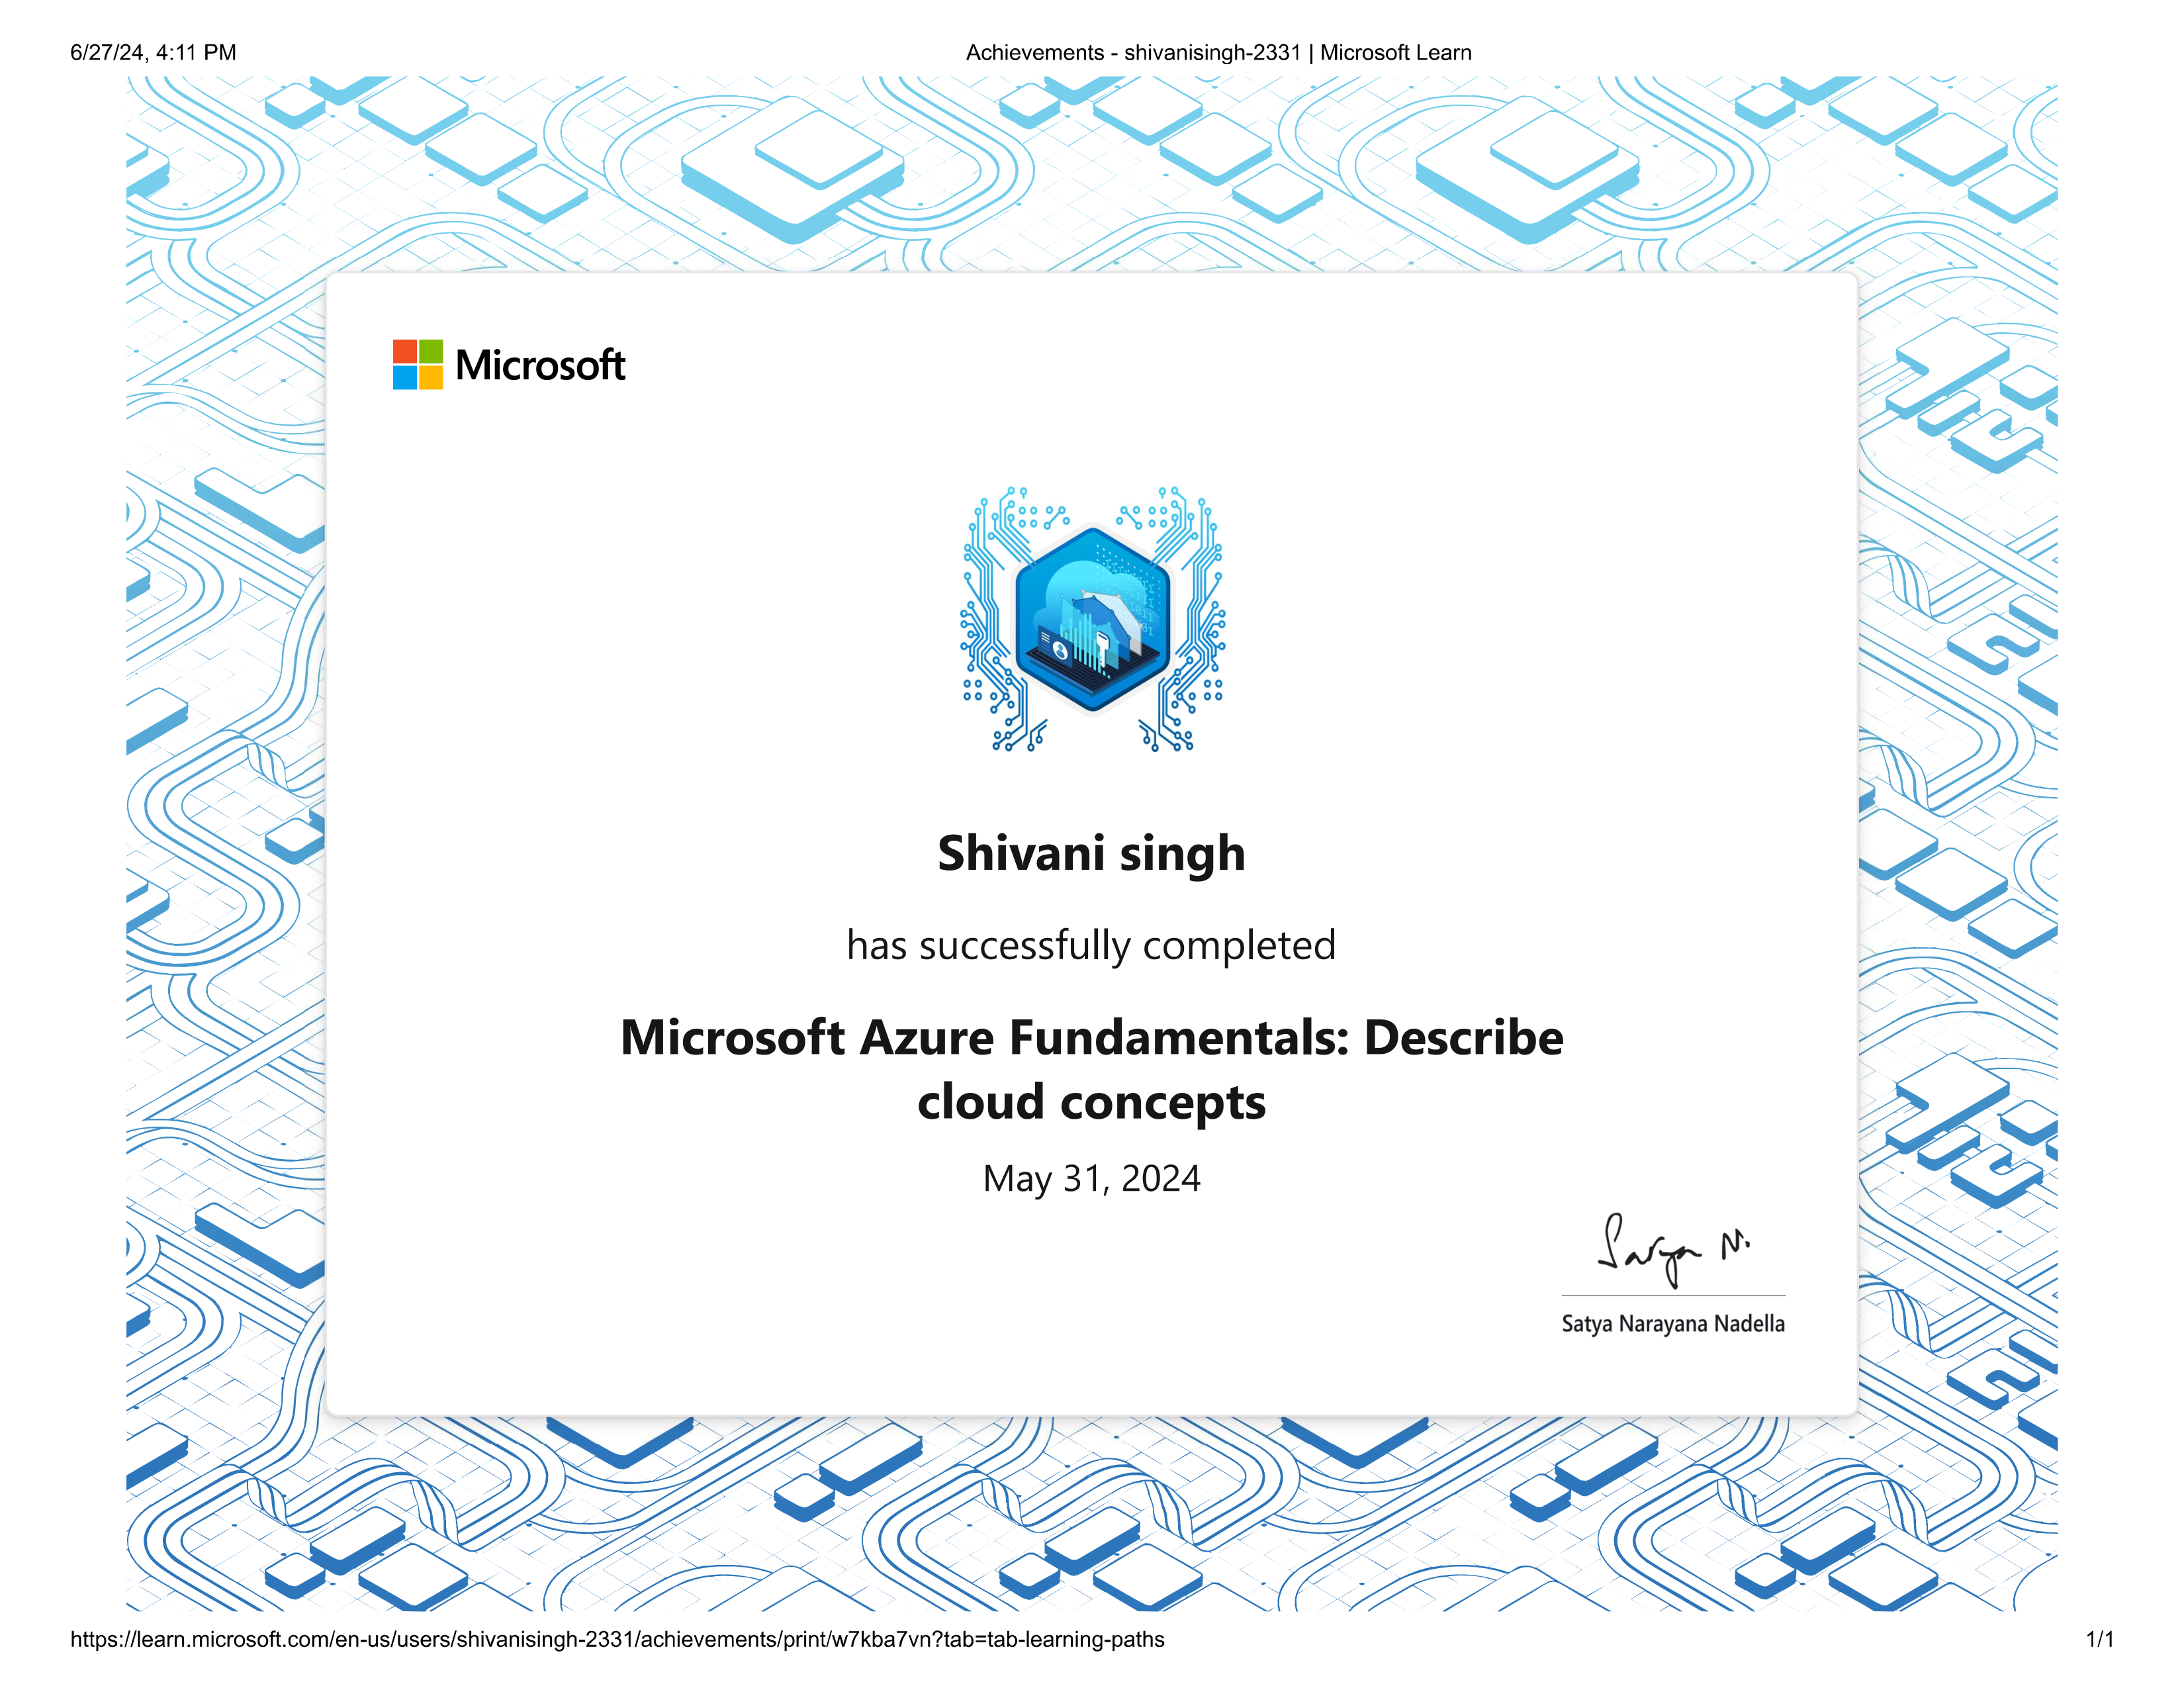 6/27/24, 4:11 PM
Achievements - shivanisingh-2331 | Microsoft Learn
Microsoft
Shivani singh
has successfully completed
Microsoft Azure Fundamentals: Describe
cloud concepts
May 31, 2024
Satya N.
Satya Narayana Nadella
https://learn.microsoft.com/en-us/users/shivanisingh-2331/achievements/print/w7kba7vn?tab=tab-learning-paths
1/1